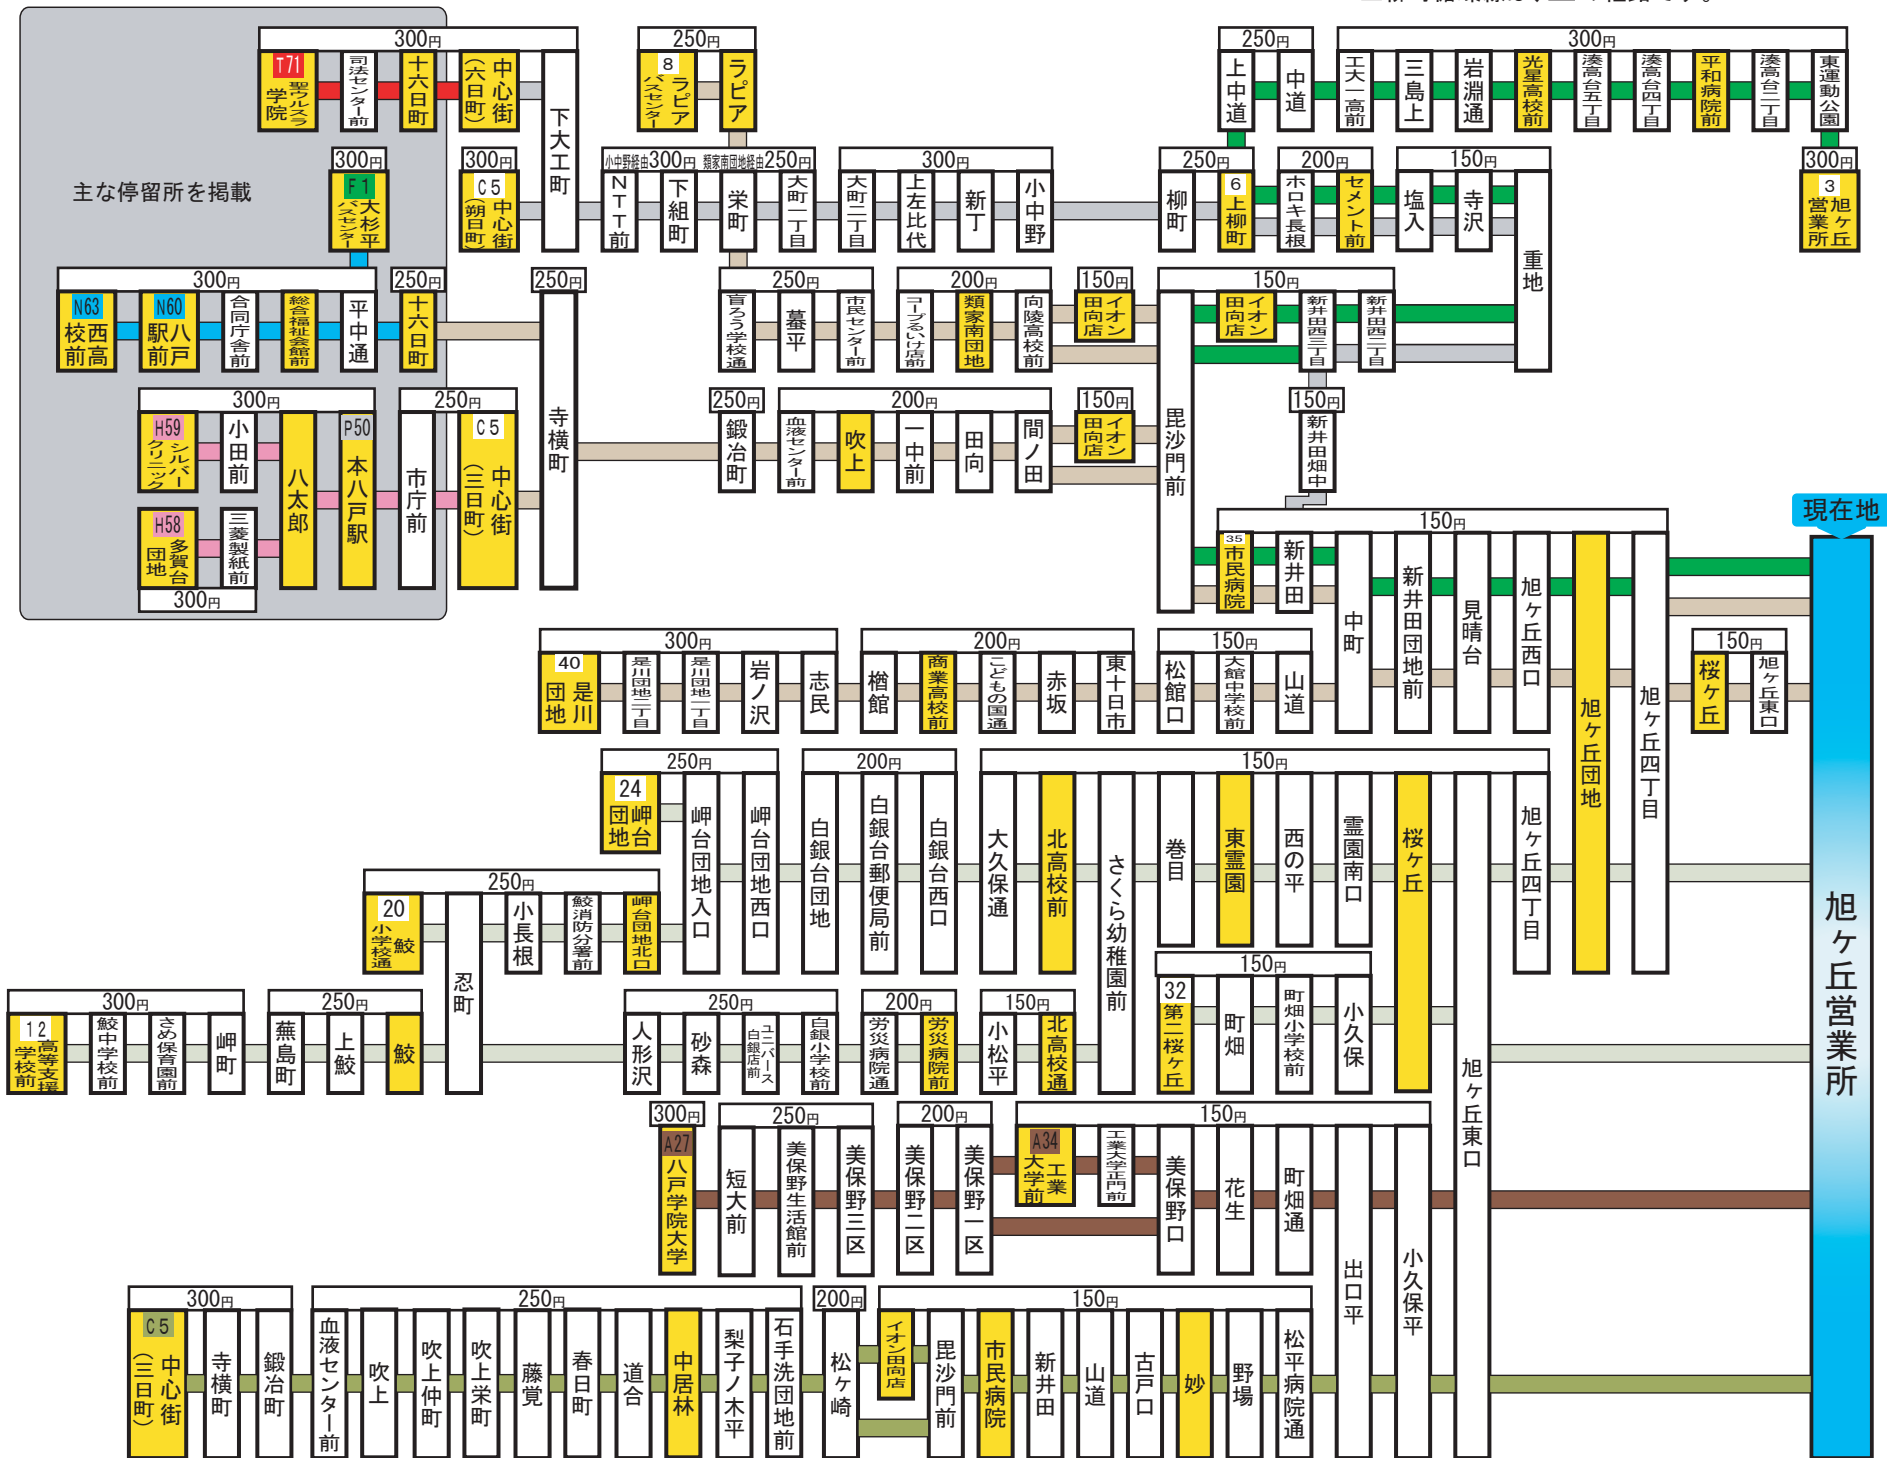 300円
T71
聖ウルスラ学院
司法センター前
十六日町
中心街(六日町)
下大工町
250円
8
ラピアバスセンター
ラピア
250円
上中道
中道
300円
工大一高前
三島上
岩淵通
光星高校前
湊高台五丁目
湊高台四丁目
平和病院前
湊高台二丁目
東運動公園
主な停留所を掲載
300円
F1
大杉平バスセンター
300円
C5
中心街(朔日町)
小中野経由300円 類家南団地経由250円
NTT前
下組町
栄町
大町一丁目
300円
大町二丁目
上左比代
新丁
小中野
250円
柳町
6
上柳町
200円
ホロキ長根
セメント前
150円
塩入
寺沢
重地
300円
3
旭ヶ丘営業所
300円
N63
西高校前
N60
八戸駅前
合同庁舎前
総合福祉会館前
平中通
250円
十六日町
250円
寺横町
250円
盲ろう学校通
蟇平
市民センター前
200円
コープるいけ店前
類家南団地
向陵高校前
150円
イオン田向店
毘沙門前
150円
イオン田向店
新井田西三丁目
新井田西二丁目
300円
H59
シルバークリニック
小田前
八太郎
P50
本八戸駅
250円
市庁前
C5
中心街(三日町)
250円
鍛冶町
200円
血液センター前
吹上
一中前
田向
間ノ田
150円
イオン田向店
150円
新井田畑中
H58
多賀台団地
三菱製紙前
300円
150円
35
市民病院
新井田
中町
新井田団地前
見晴台
旭ヶ丘西口
旭ヶ丘団地
旭ヶ丘四丁目
現在地
旭ヶ丘営業所
300円
40
是川団地
是川団地二丁目
是川団地一丁目
岩ノ沢
志民
200円
楢館
商業高校前
こどもの国通
赤坂
東十日市
150円
松館口
大館中学校前
山道
150円
桜ヶ丘
旭ヶ丘東口
250円
24
岬台団地
岬台団地入口
岬台団地西口
200円
白銀台団地
白銀台郵便局前
白銀台西口
150円
大久保通
北高校前
さくら幼稚園前
巻目
東霊園
西の平
霊園南口
桜ヶ丘
旭ヶ丘東口
旭ヶ丘四丁目
250円
20
鮫小学校通
忍町
小長根
鮫消防分署前
岬台団地北口
150円
32
第二桜ヶ丘
町畑
町畑小学校前
小久保
300円
12
高等支援学校前
鮫中学校前
さめ保育園前
岬町
250円
蕪島町
上鮫
鮫
250円
人形沢
砂森
ユニバース白銀店前
白銀小学校前
200円
労災病院通
労災病院前
150円
小松平
北高校通
300円
A27
八戸学院大学
250円
短大前
美保野生活館前
美保野三区
200円
美保野二区
美保野一区
150円
A34
工業大学前
工業大学正門前
美保野口
花生
町畑通
出口平
小久保平
300円
C5
中心街(三日町)
寺横町
鍛冶町
250円
血液センター前
吹上
吹上仲町
吹上栄町
藤覚
春日町
道合
中居林
梨子ノ木平
石手洗団地前
200円
松ヶ崎
150円
イオン田向店
毘沙門前
市民病院
新井田
山道
古戸口
妙
野場
松平病院通